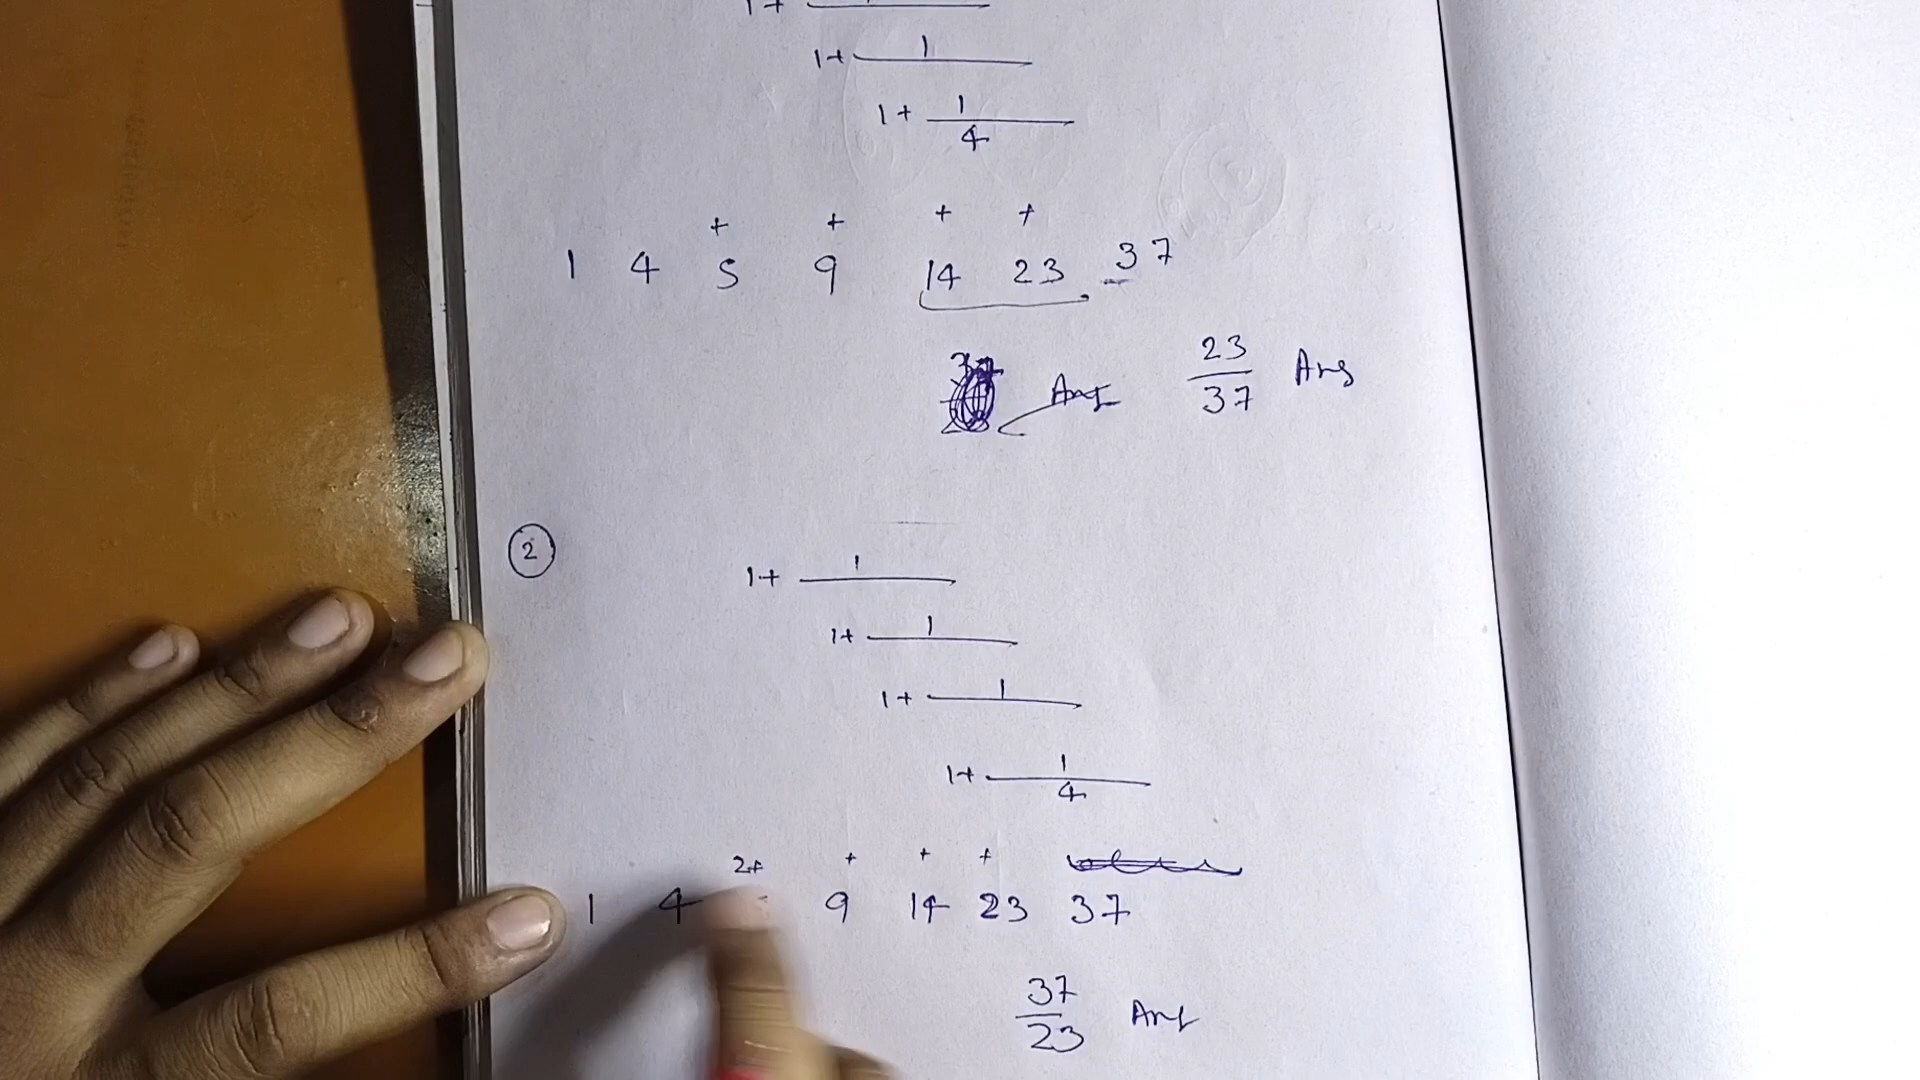 1+
1+ 1
1+ 1
4
+ + + +
1 4 5 9 14 23 37
Ans 23 Ans
37
2
1+ 1
1+ 1
1+ 1
1+ 1
4
2+ + + +
1 4 9 14 23 37
37 Ans
23